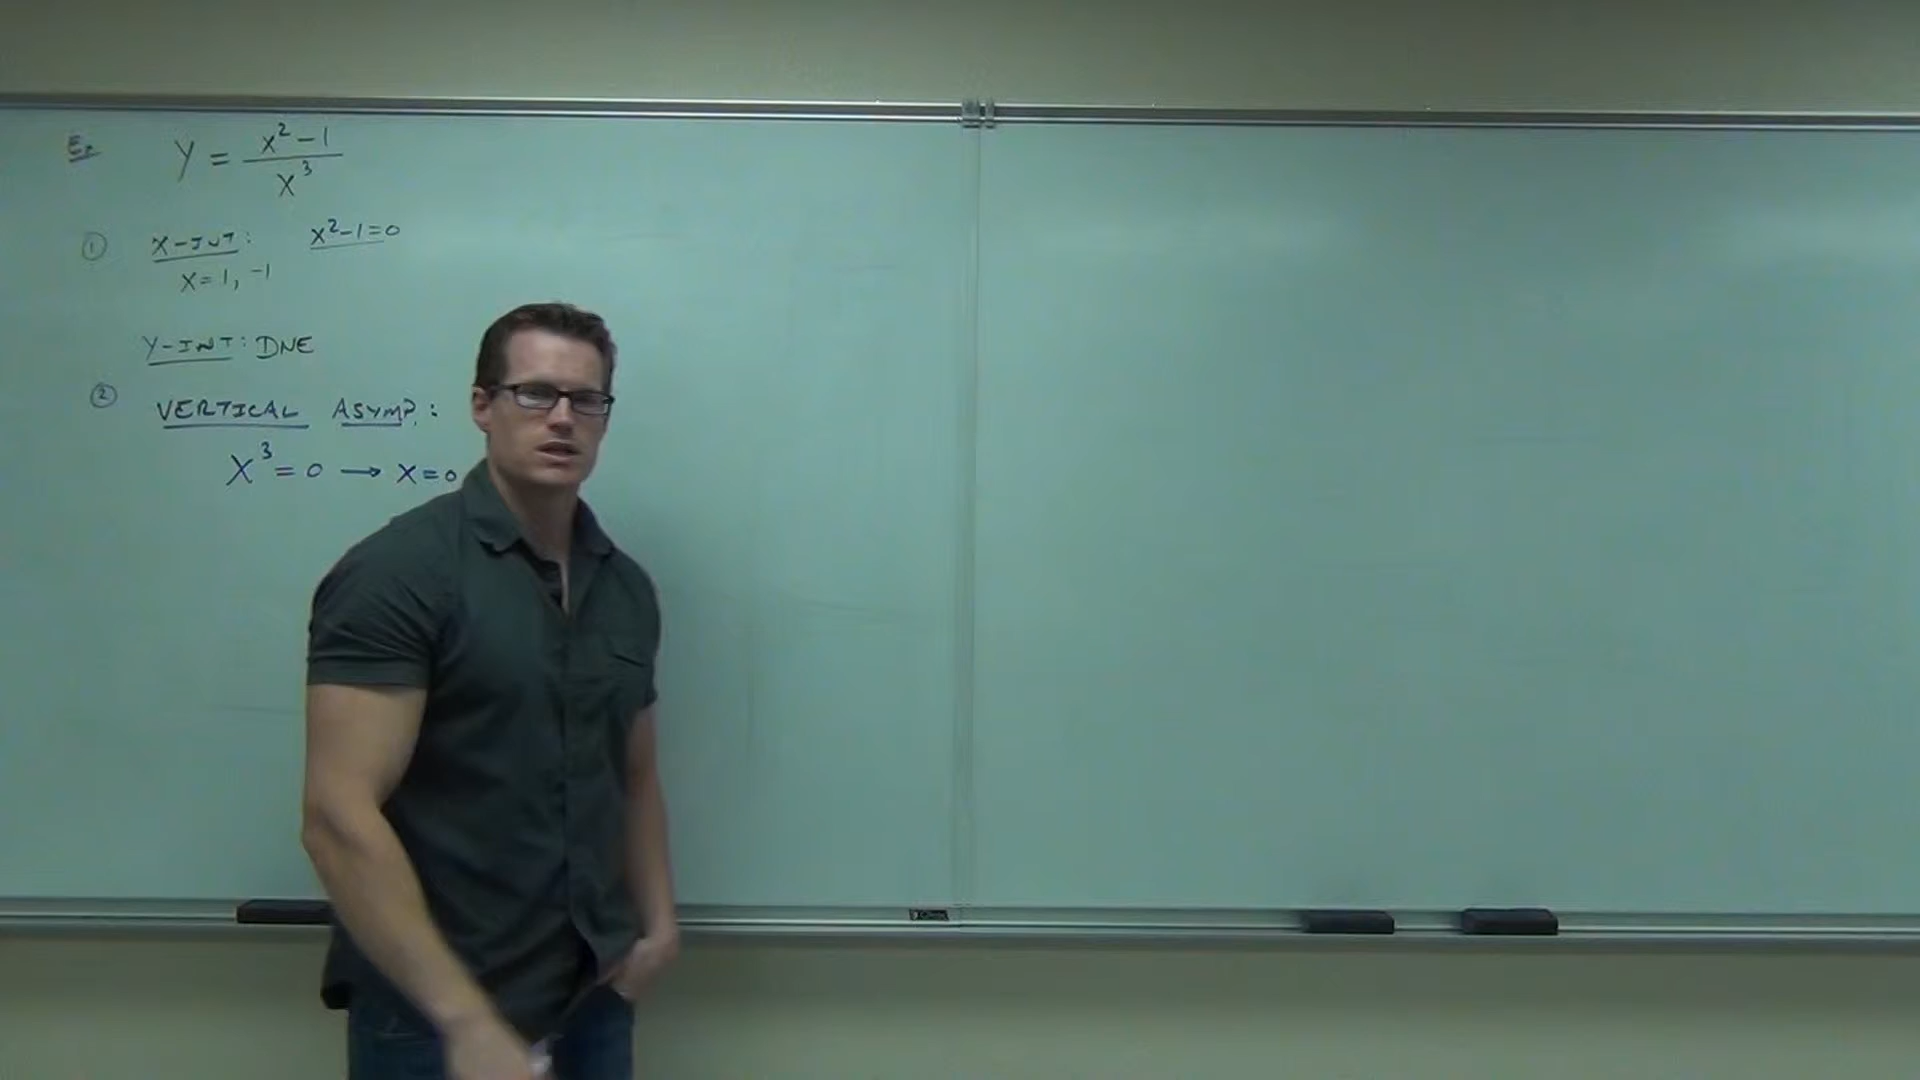 Ex y = x²-1 / x³
① X-INT: x²-1=0
x=1, -1
Y-INT: DNE
② VERTICAL ASYMP:
x³=0 → x=0